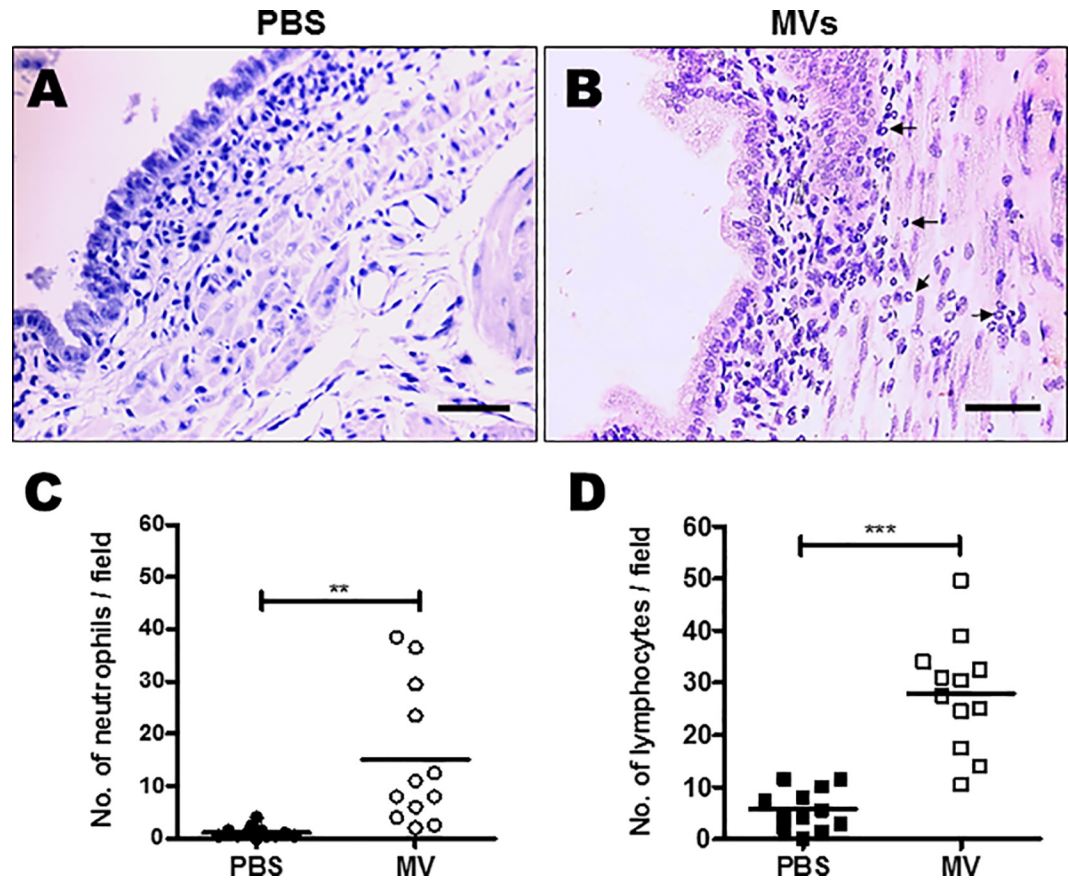 PBS
MVs
A
B
C
D
No. of neutrophils / field
60
50
40
30
20
10
0
**
PBS
MV
No. of lymphocytes / field
60
50
40
30
20
10
0
***
PBS
MV